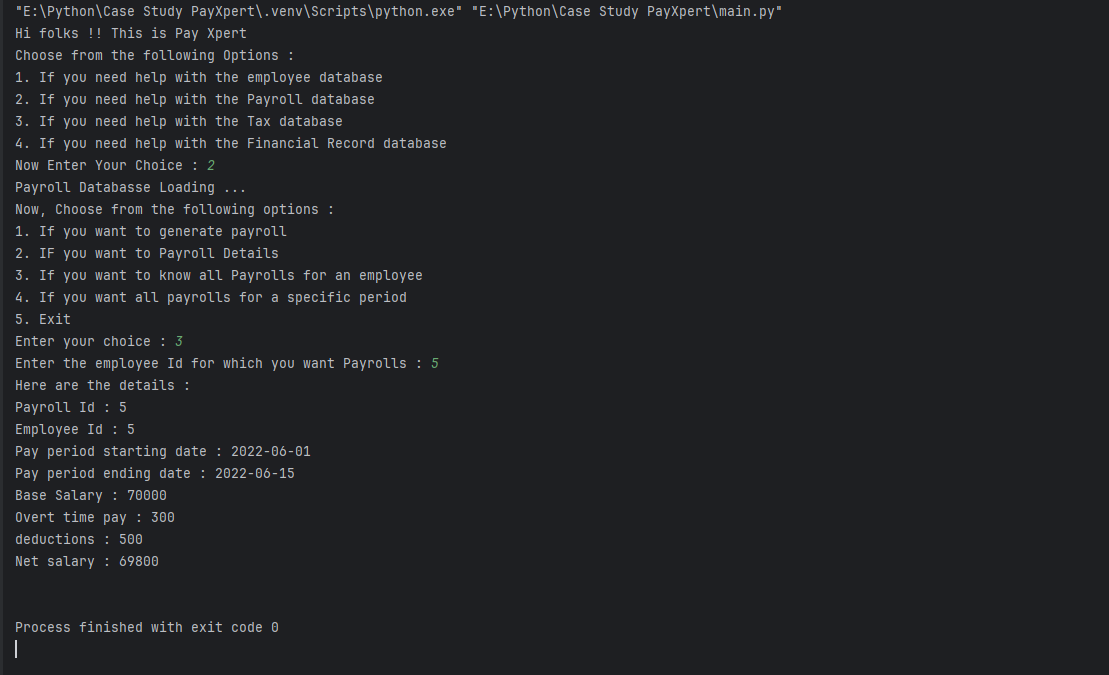 "E:\Python\Case Study PayXpert\.venv\Scripts\python.exe" "E:\Python\Case Study PayXpert\main.py"
Hi folks !! This is Pay Xpert
Choose from the following Options :
1. If you need help with the employee database
2. If you need help with the Payroll database
3. If you need help with the Tax database
4. If you need help with the Financial Record database
Now Enter Your Choice : 2
Payroll Databasse Loading ...
Now, Choose from the following options :
1. If you want to generate payroll
2. IF you want to Payroll Details
3. If you want to know all Payrolls for an employee
4. If you want all payrolls for a specific period
5. Exit
Enter your choice : 3
Enter the employee Id for which you want Payrolls : 5
Here are the details :
Payroll Id : 5
Employee Id : 5
Pay period starting date : 2022-06-01
Pay period ending date : 2022-06-15
Base Salary : 70000
Overt time pay : 300
deductions : 500
Net salary : 69800
Process finished with exit code 0